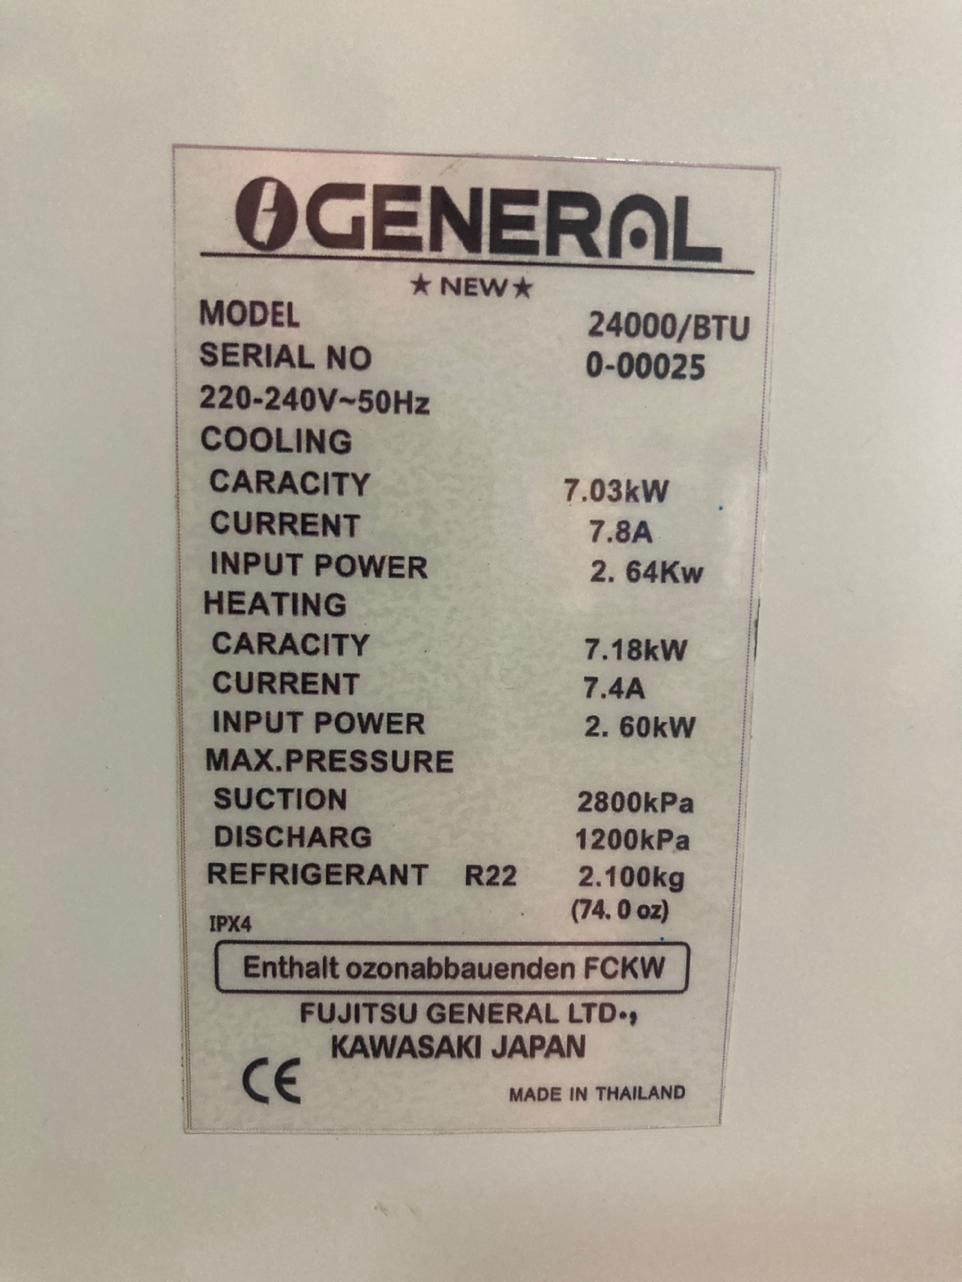 GENERAL
★ NEW ★
MODEL 24000/BTU
SERIAL NO 0-00025
220-240V~50Hz
COOLING
CARACITY 7.03kW
CURRENT 7.8A
INPUT POWER 2. 64Kw
HEATING
CARACITY 7.18kW
CURRENT 7.4A
INPUT POWER 2. 60kW
MAX.PRESSURE
SUCTION 2800kPa
DISCHARG 1200kPa
REFRIGERANT R22 2.100kg
(74. 0 oz)
IPX4
Enthalt ozonabbauenden FCKW
FUJITSU GENERAL LTD•,
KAWASAKI JAPAN
CE
MADE IN THAILAND